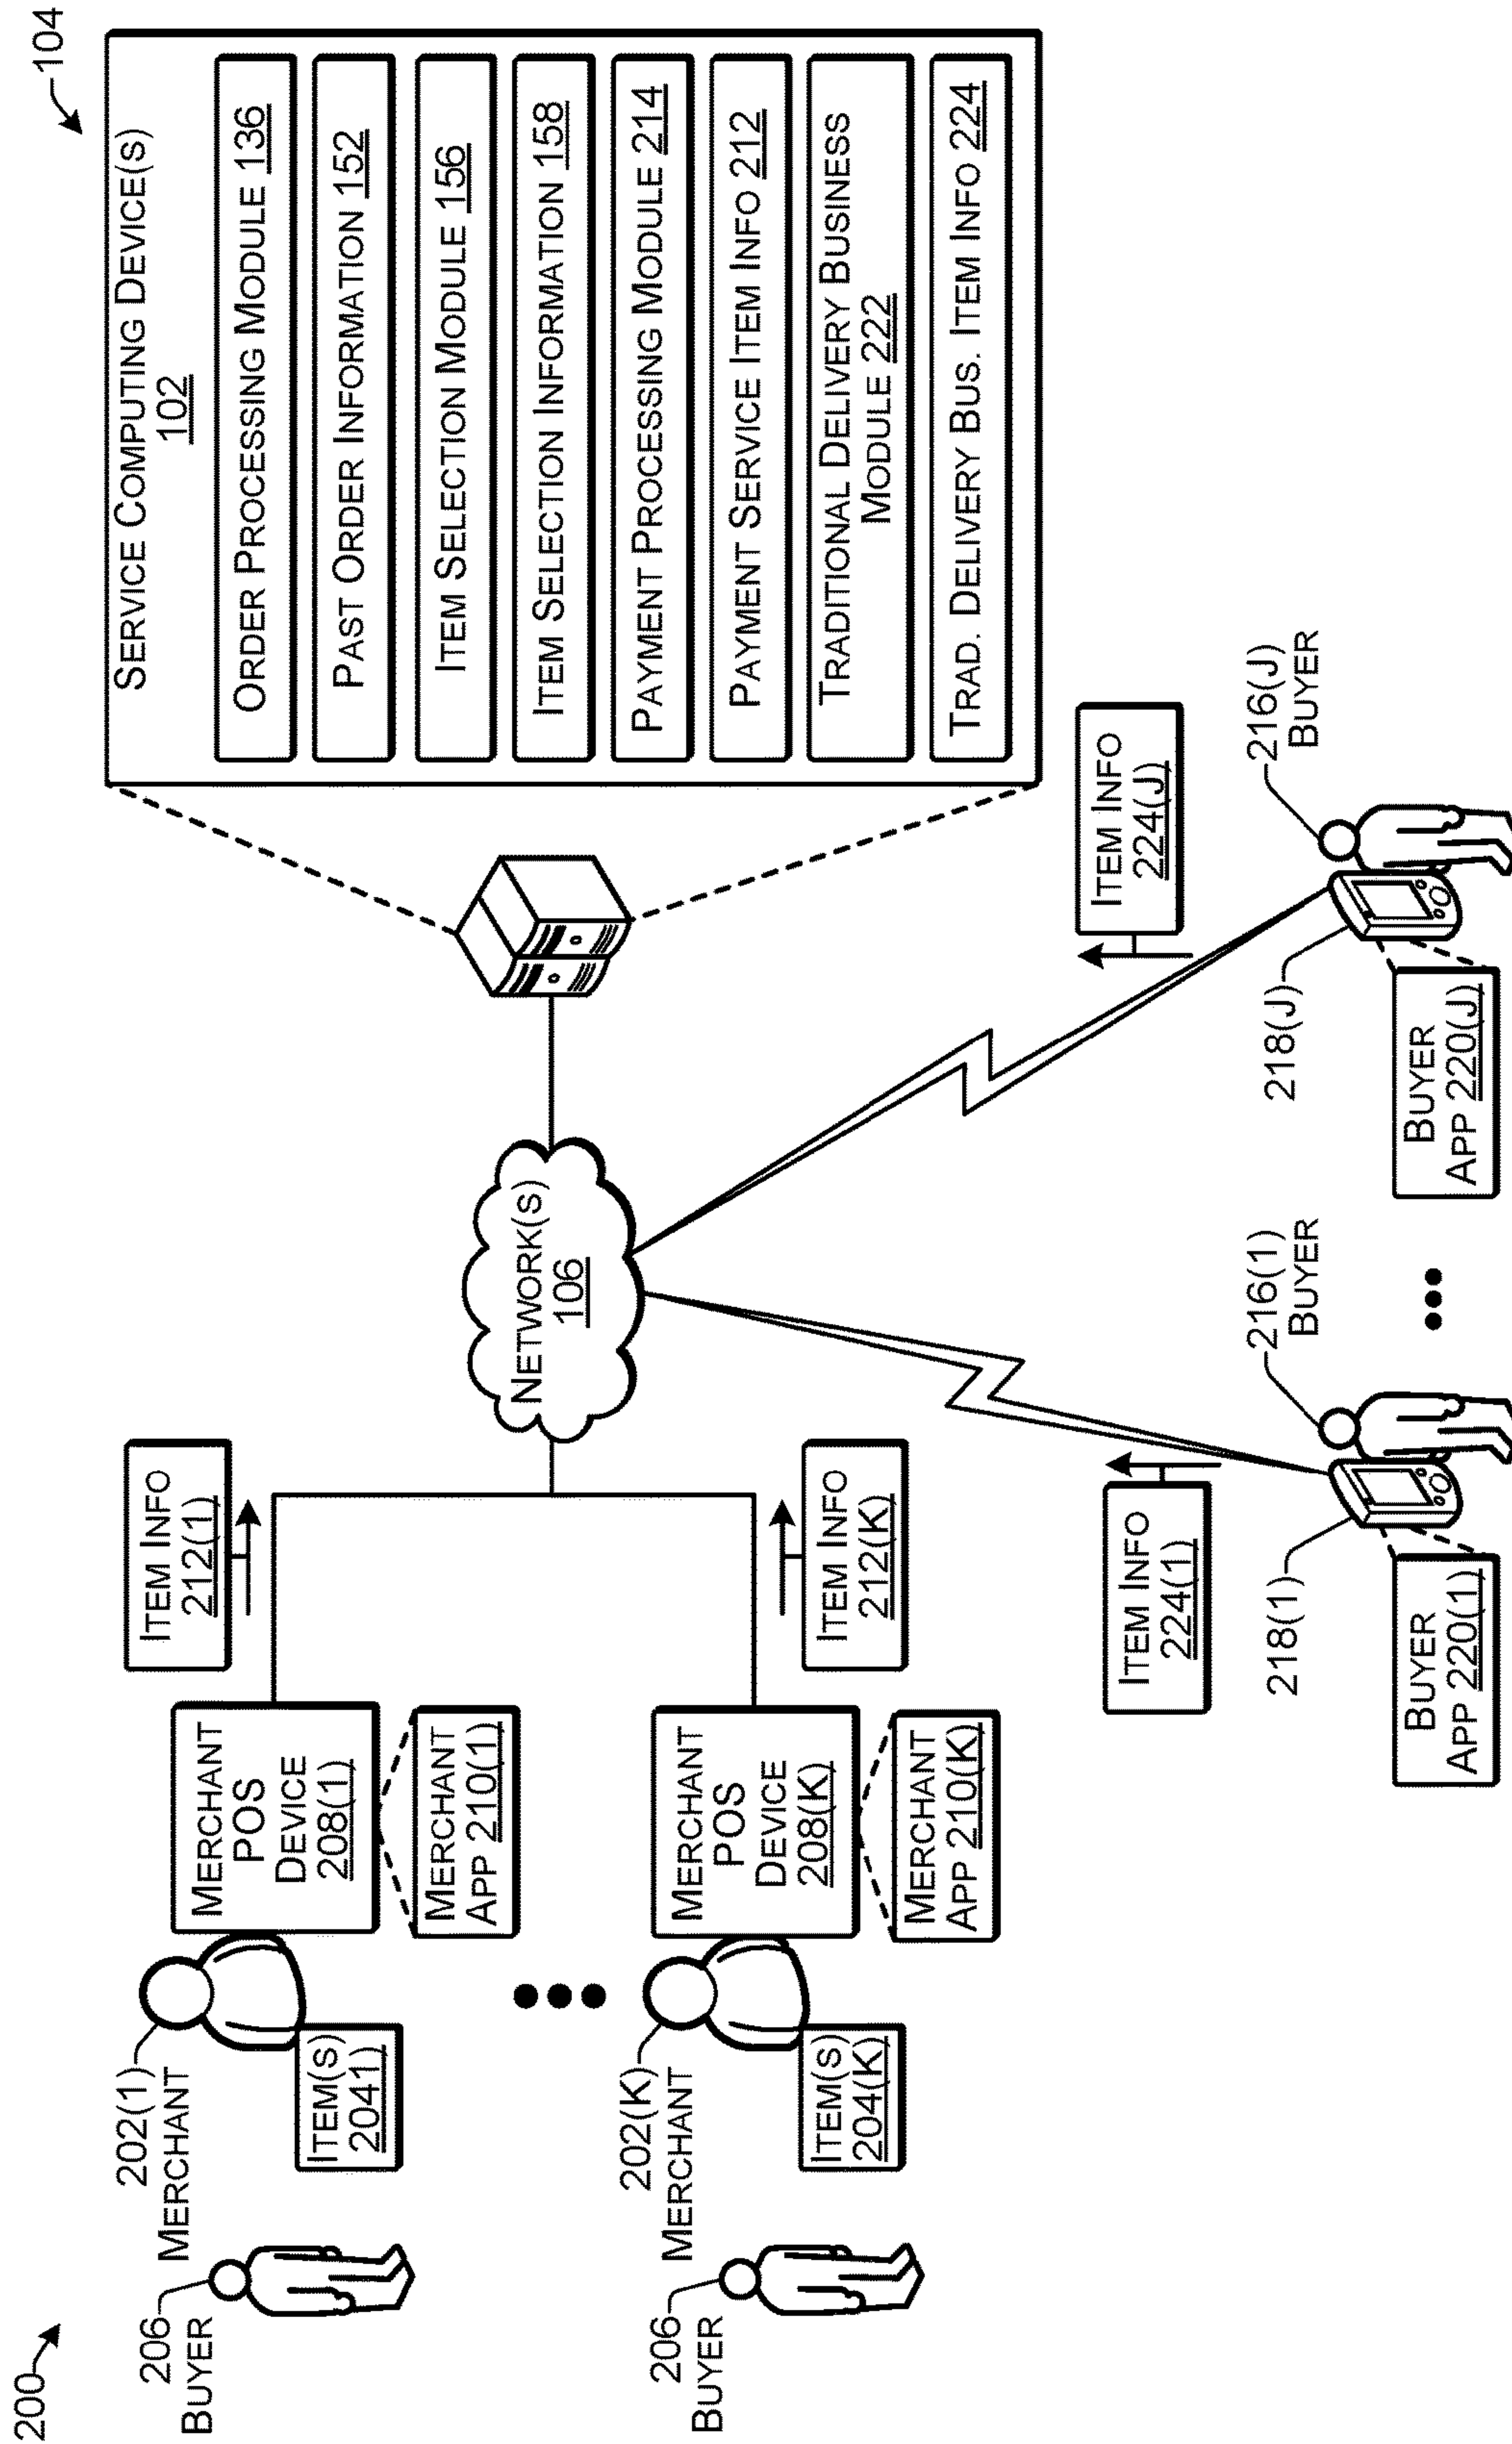 200
206
BUYER
202(1)
MERCHANT
ITEM(S)
2041)
MERCHANT
POS
DEVICE
208(1)
MERCHANT
APP 210(1)
ITEM INFO
212(1)
206
BUYER
202(K)
MERCHANT
ITEM(S)
204(K)
MERCHANT
POS
DEVICE
208(K)
MERCHANT
APP 210(K)
ITEM INFO
212(K)
NETWORK(S)
106
104
SERVICE COMPUTING DEVICE(S)
102
ORDER PROCESSING MODULE 136
PAST ORDER INFORMATION 152
ITEM SELECTION MODULE 156
ITEM SELECTION INFORMATION 158
PAYMENT PROCESSING MODULE 214
PAYMENT SERVICE ITEM INFO 212
TRADITIONAL DELIVERY BUSINESS
MODULE 222
TRAD. DELIVERY BUS. ITEM INFO 224
ITEM INFO
224(1)
218(1)
216(1)
BUYER
BUYER
APP 220(1)
ITEM INFO
224(J)
218(J)
216(J)
BUYER
BUYER
APP 220(J)